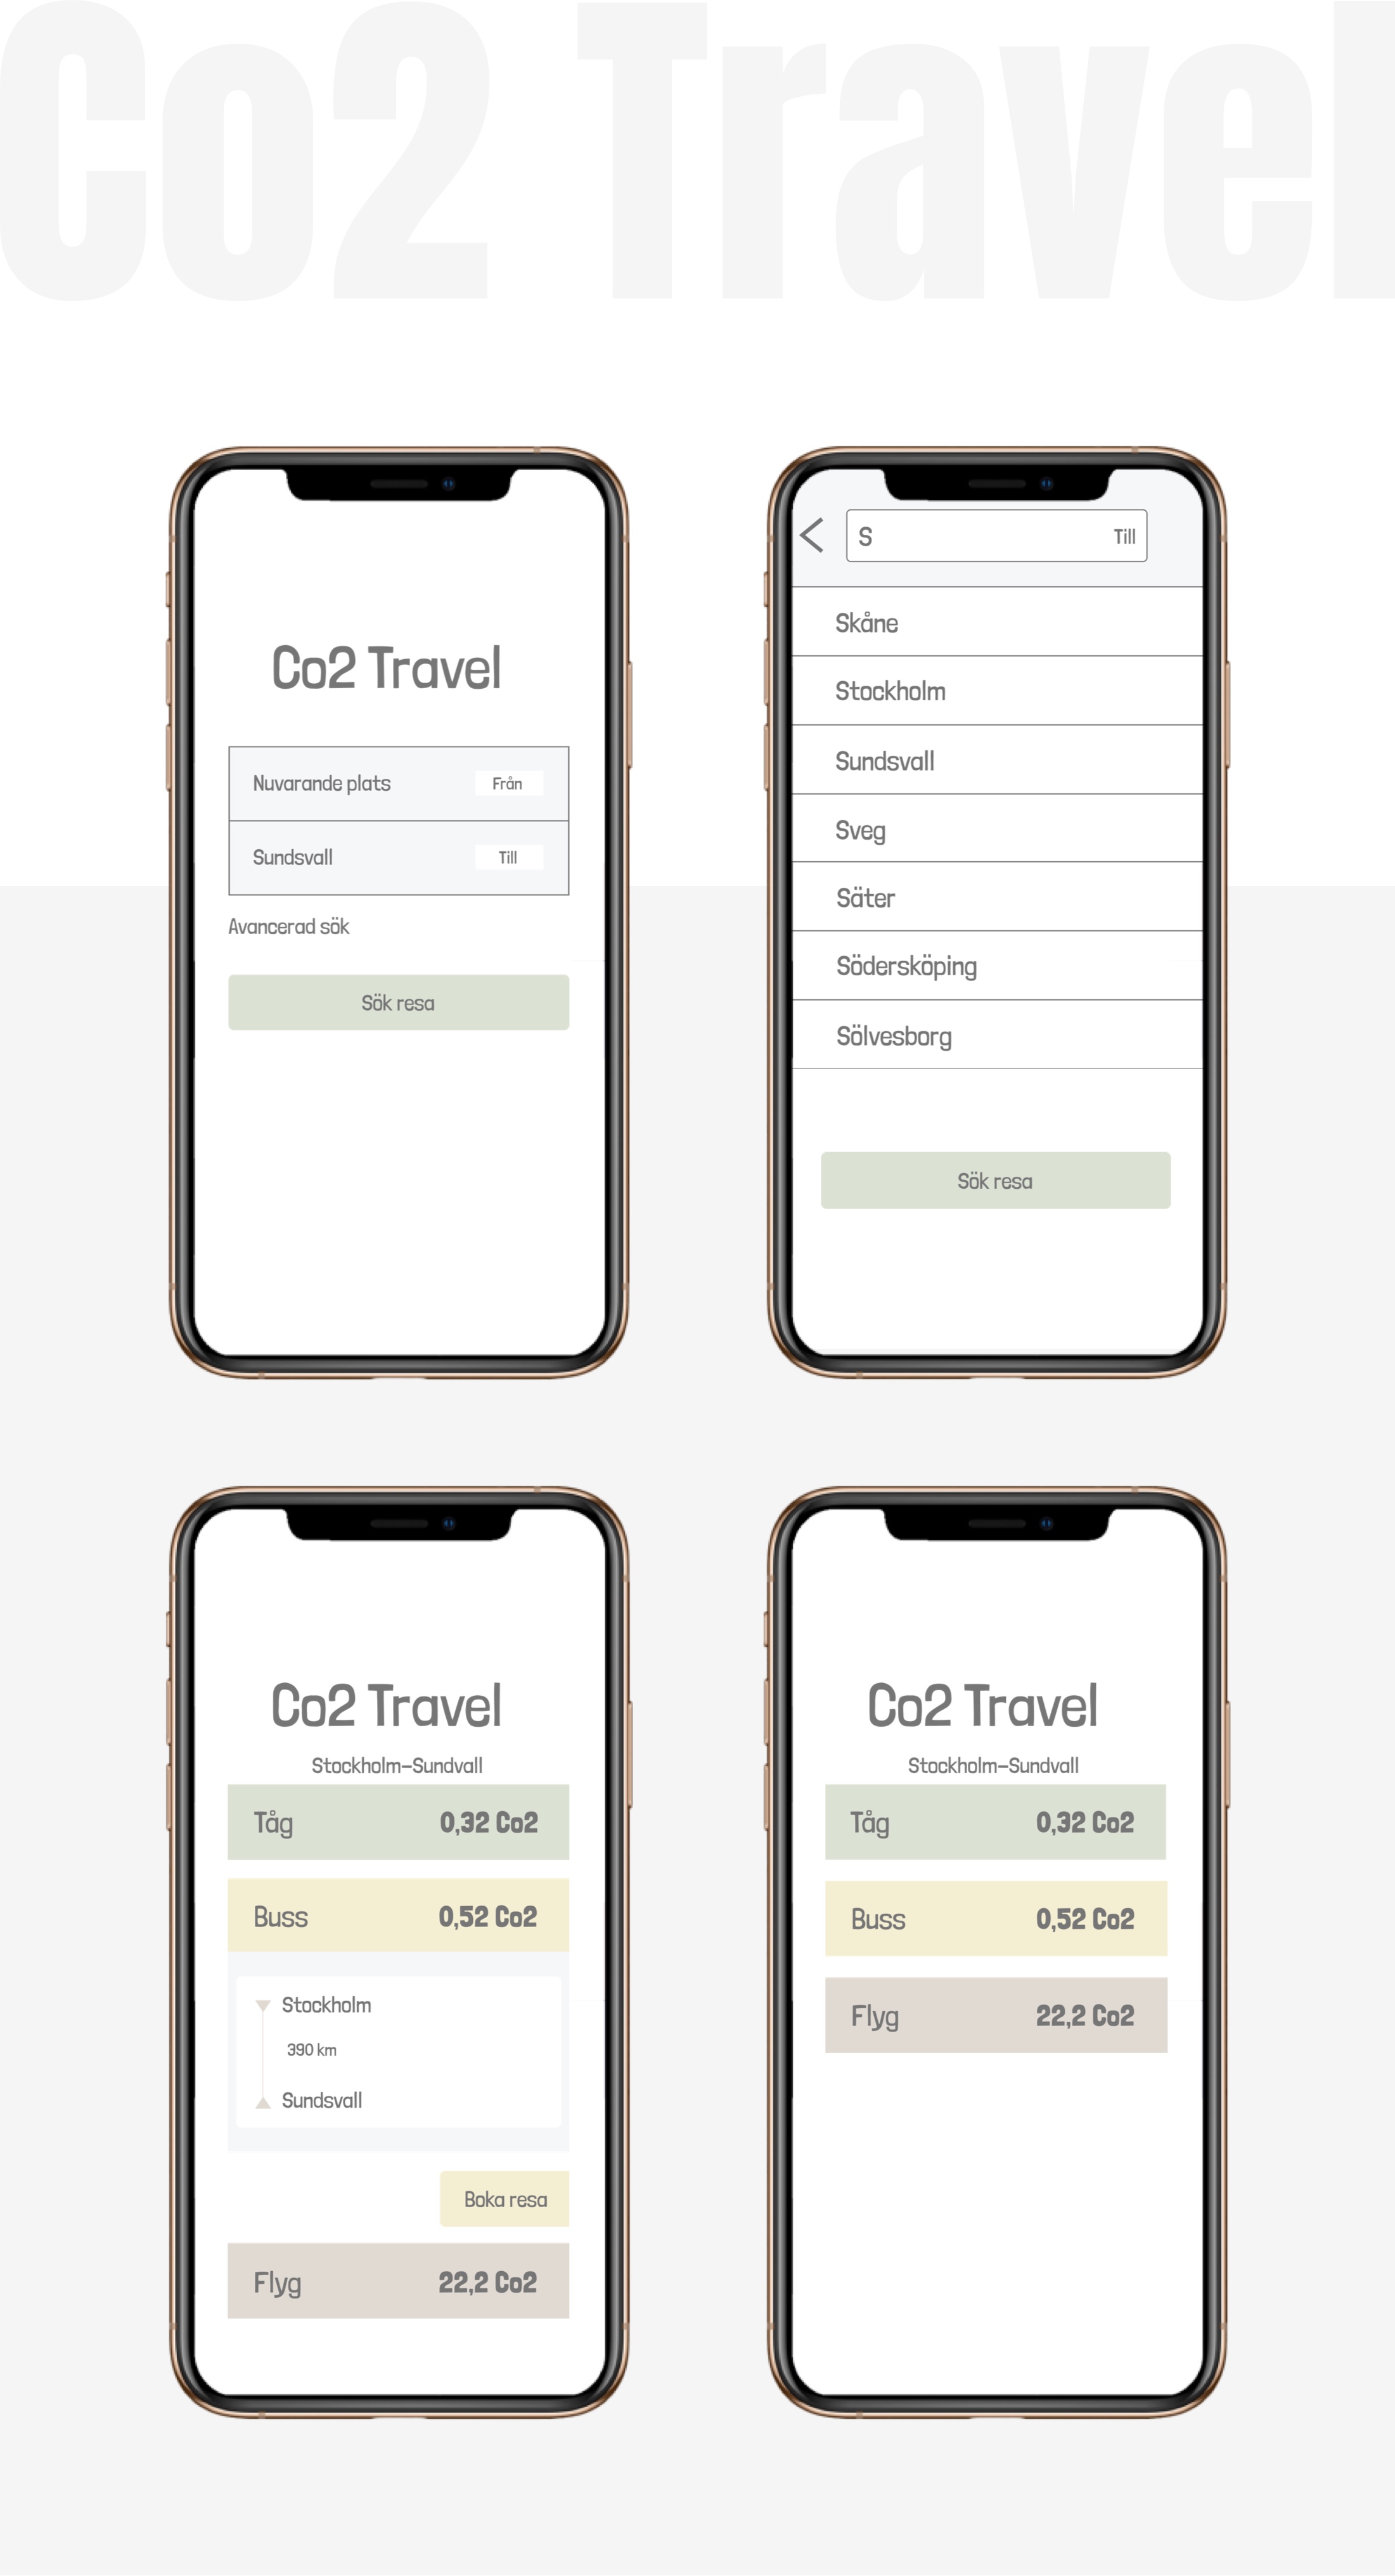 Co2 Travel
Co2 Travel
Nuvarande plats Från
Sundsvall Till
Avancerad sök
Sök resa
S Till
Skåne
Stockholm
Sundsvall
Sveg
Säter
Södersköping
Sölvesborg
Sök resa
Co2 Travel
Stockholm–Sundvall
Tåg 0,32 Co2
Buss 0,52 Co2
Stockholm
390 km
Sundsvall
Boka resa
Flyg 22,2 Co2
Co2 Travel
Stockholm–Sundvall
Tåg 0,32 Co2
Buss 0,52 Co2
Flyg 22,2 Co2